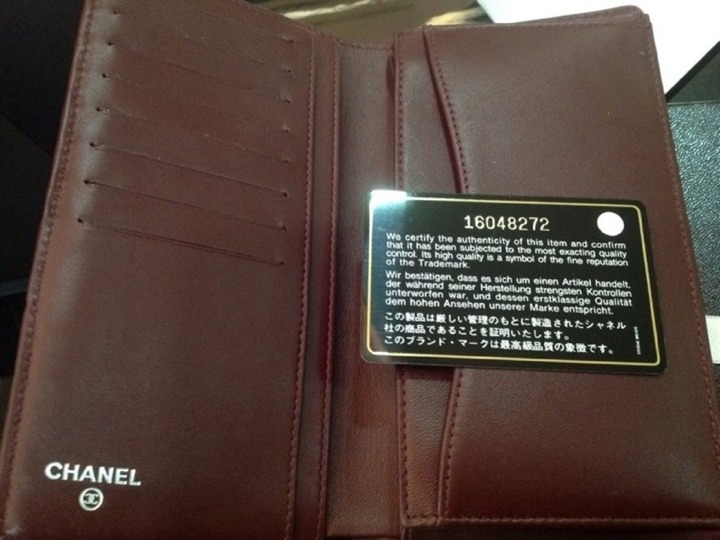 CHANEL
16048272
We certify the authenticity of this item and confirm
that it has been subjected to the most exacting quality
control. Its high quality is a symbol of the fine reputation
of the Trademark.
Wir bestätigen, dass es sich um einen Artikel handelt,
der während seiner Herstellung strengsten Kontrollen
unterworfen war, und dessen erstklassige Qualität
dem hohen Ansehen unserer Marke entspricht.
この製品は厳しい管理のもとに製造されたシャネル
社の商品であることを証明いたします。
このブランド・マークは最高級品質の象徴です。